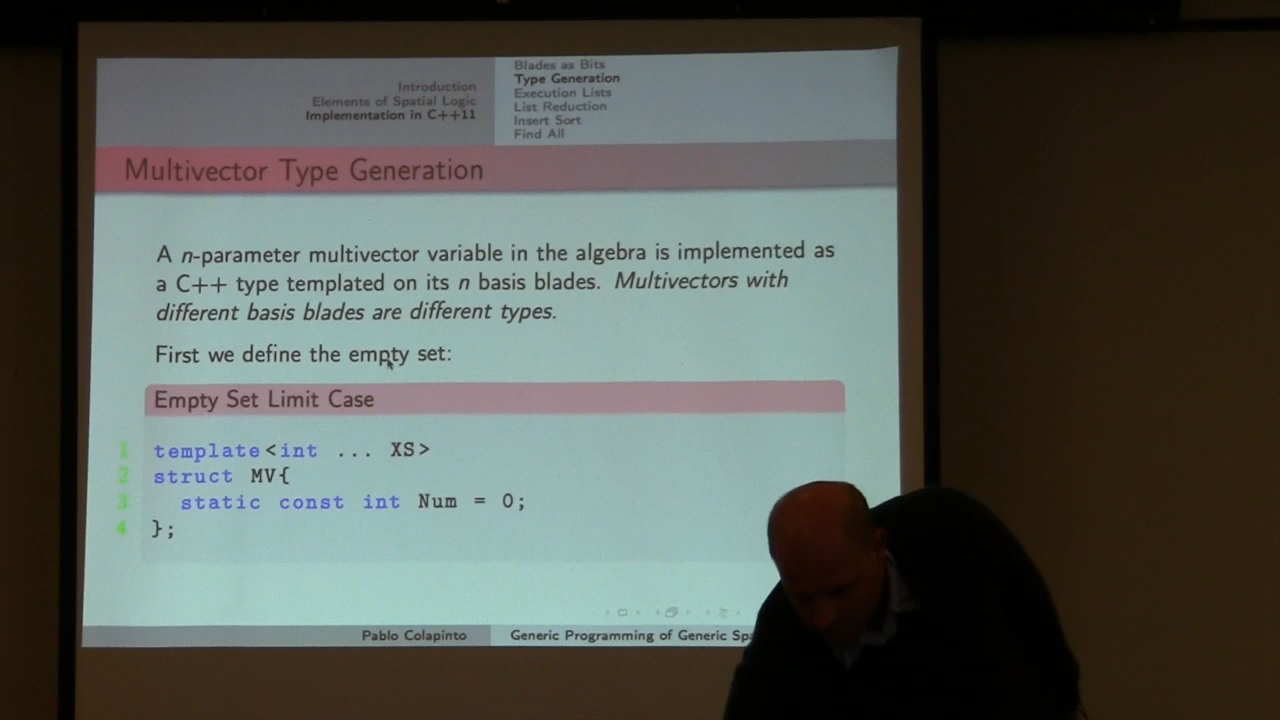 Introduction
Elements of Spatial Logic
Implementation in C++11
Blades as Bits
Type Generation
Execution Lists
List Reduction
Insert Sort
Find All
Multivector Type Generation
A n-parameter multivector variable in the algebra is implemented as
a C++ type templated on its n basis blades. Multivectors with
different basis blades are different types.
First we define the empty set:
Empty Set Limit Case
1 template<int ... XS>
2 struct MV{
3 static const int Num = 0;
4 };
Pablo Colapinto
Generic Programming of Generic